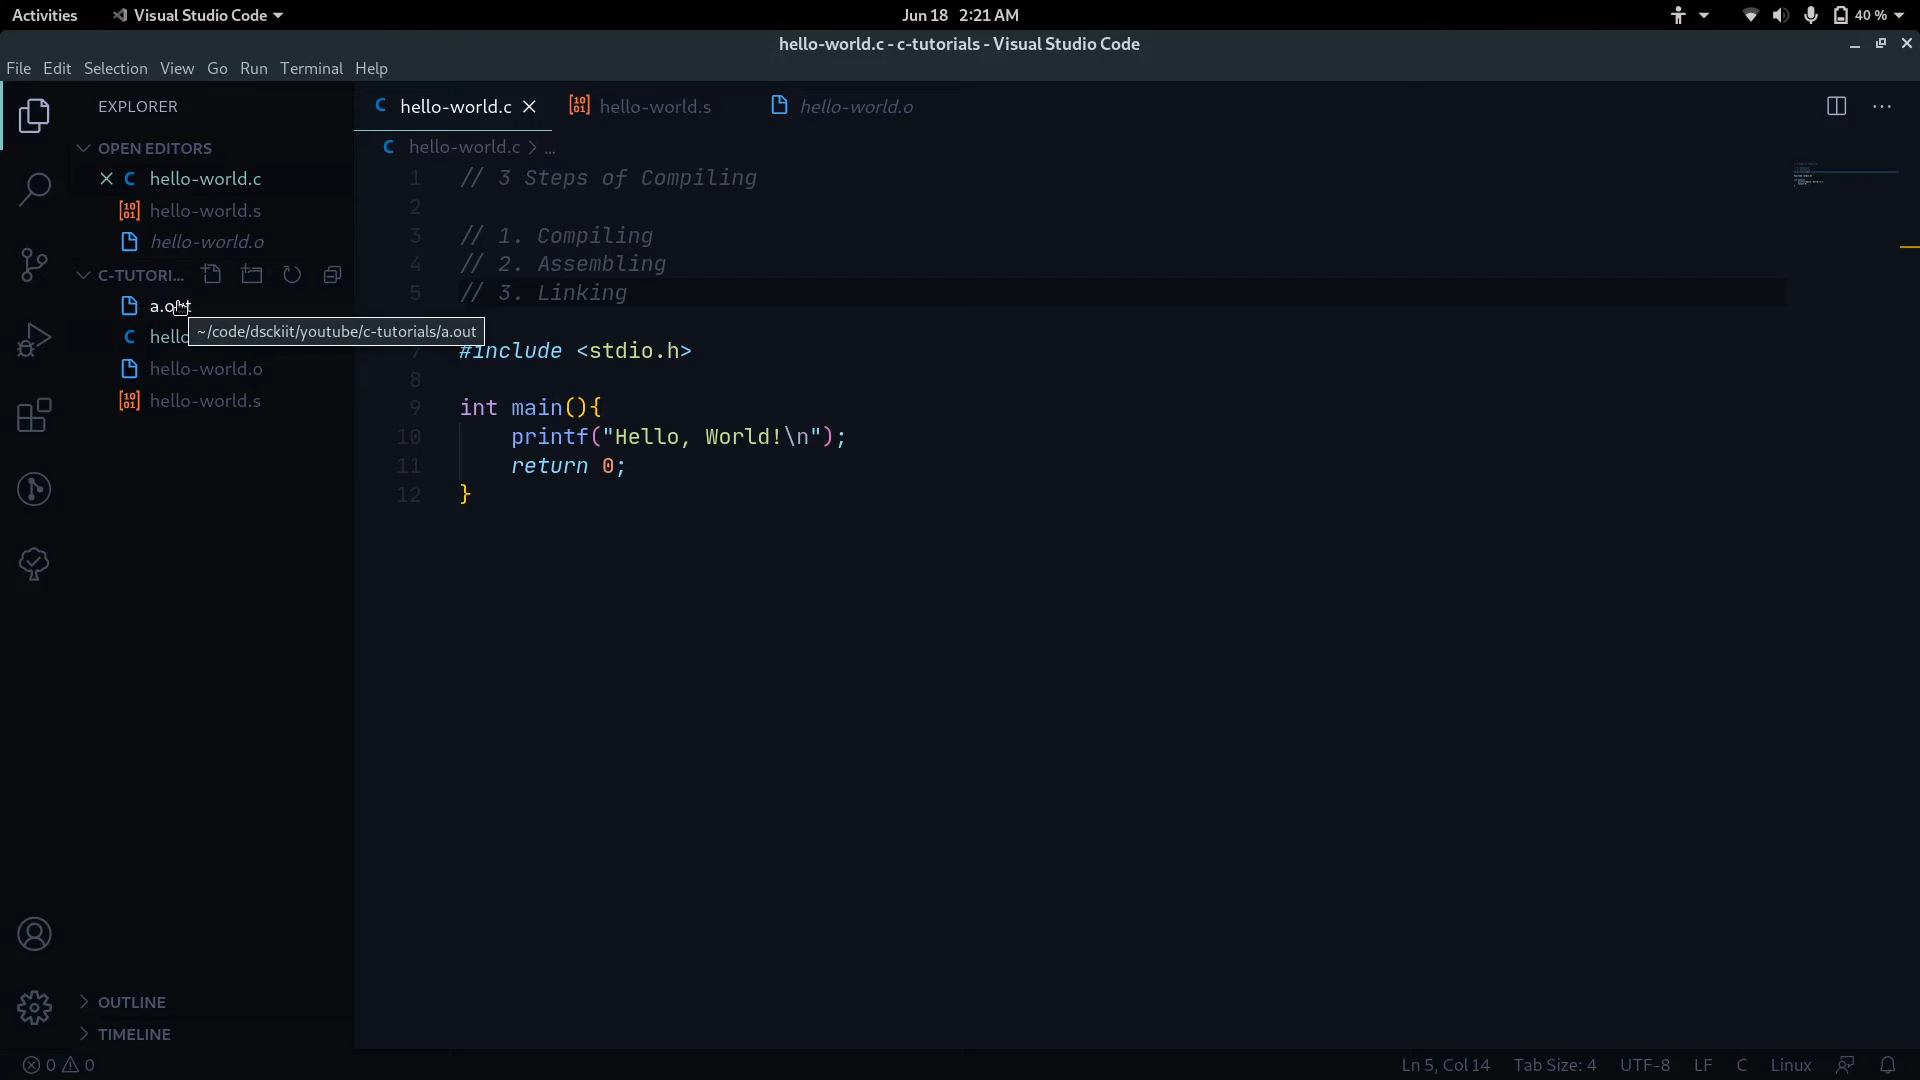 Activities Visual Studio Code Jun 18 2:21 AM 40 %
hello-world.c - c-tutorials - Visual Studio Code
File Edit Selection View Go Run Terminal Help
EXPLORER
OPEN EDITORS
hello-world.c
hello-world.s
hello-world.o
C-TUTORI...
a.out
~/code/dsckiit/youtube/c-tutorials/a.out
hello
hello-world.o
hello-world.s
OUTLINE
TIMELINE
hello-world.c hello-world.s hello-world.o
hello-world.c > ...
1 // 3 Steps of Compiling
2
3 // 1. Compiling
4 // 2. Assembling
5 // 3. Linking
7 #include <stdio.h>
8
9 int main(){
10 printf("Hello, World!\n");
11 return 0;
12 }
0 0 Ln 5, Col 14 Tab Size: 4 UTF-8 LF C Linux